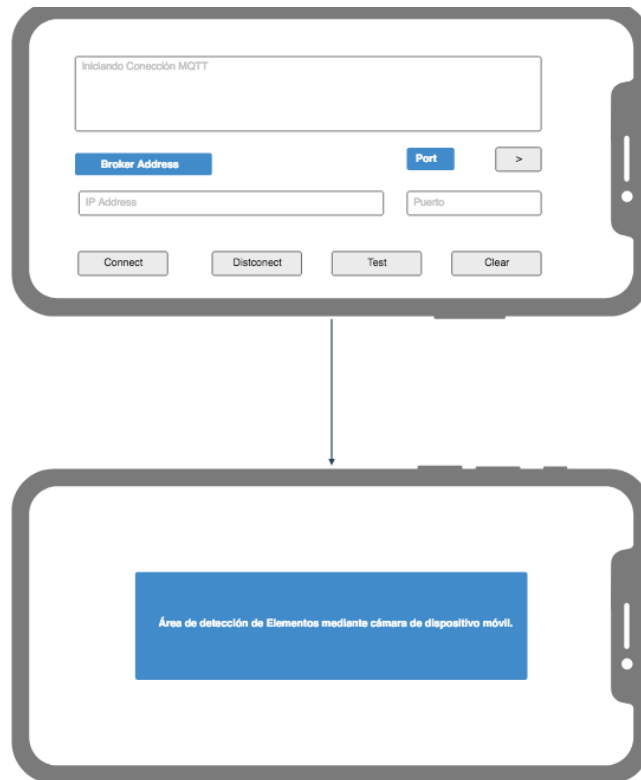 Iniciando Conección MQTT
Broker Address
Port
>
IP Address
Puerto
Connect
Distconect
Test
Clear
Área de detección de Elementos mediante cámara de dispositivo móvil.